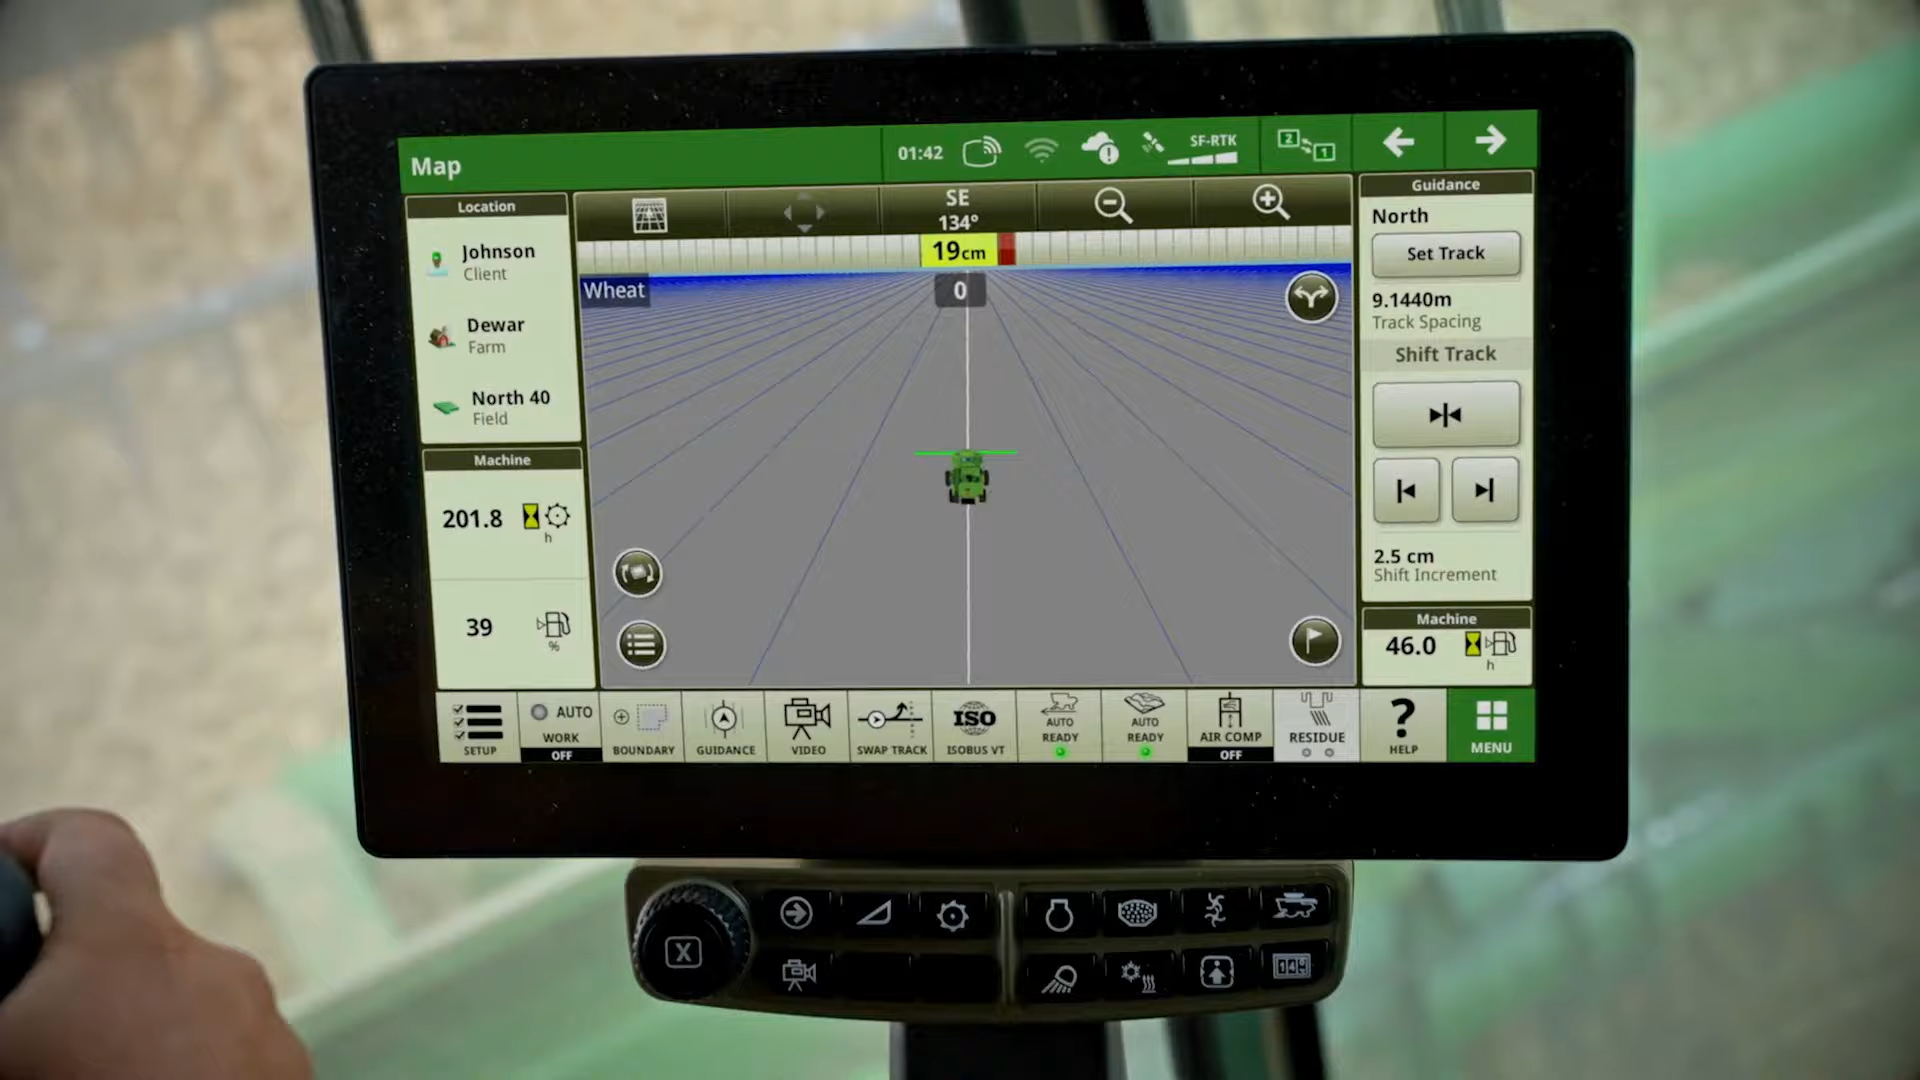 Map
01:42
SF-RTK
2
1
Location
Johnson
Client
Dewar
Farm
North 40
Field
Machine
201.8
h
39
%
SE
134°
19cm
0
Wheat
Guidance
North
Set Track
9.1440m
Track Spacing
Shift Track
2.5 cm
Shift Increment
Machine
46.0
h
SETUP
AUTO
WORK
OFF
BOUNDARY
GUIDANCE
VIDEO
SWAP TRACK
ISO
ISOBUS VT
AUTO
READY
AUTO
READY
AIR COMP
OFF
RESIDUE
?
HELP
MENU
X